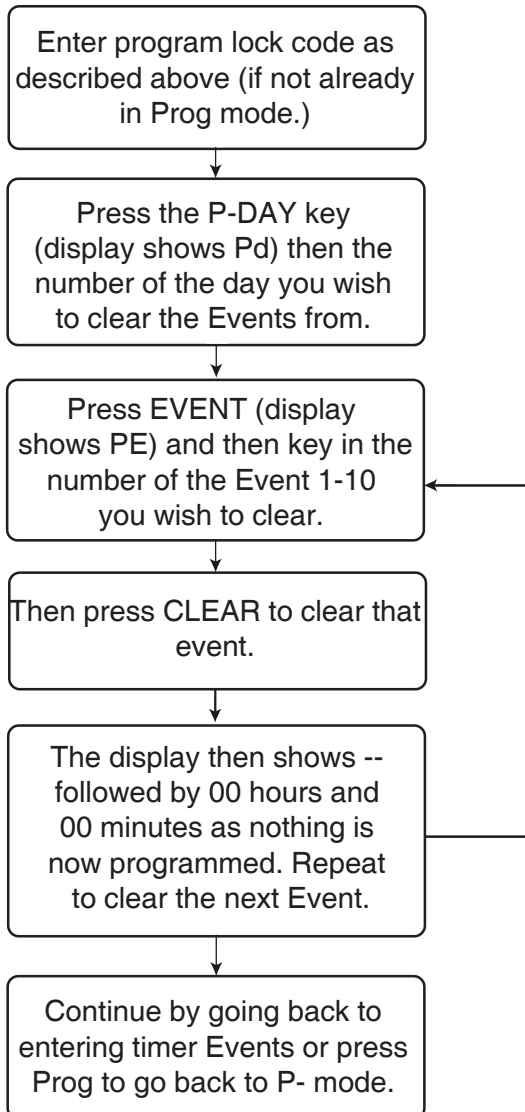 Enter program lock code as
described above (if not already
in Prog mode.)
Press the P-DAY key
(display shows Pd) then the
number of the day you wish
to clear the Events from.
Press EVENT (display
shows PE) and then key in the
number of the Event 1-10
you wish to clear.
Then press CLEAR to clear that
event.
The display then shows --
followed by 00 hours and
00 minutes as nothing is
now programmed. Repeat
to clear the next Event.
Continue by going back to
entering timer Events or press
Prog to go back to P- mode.